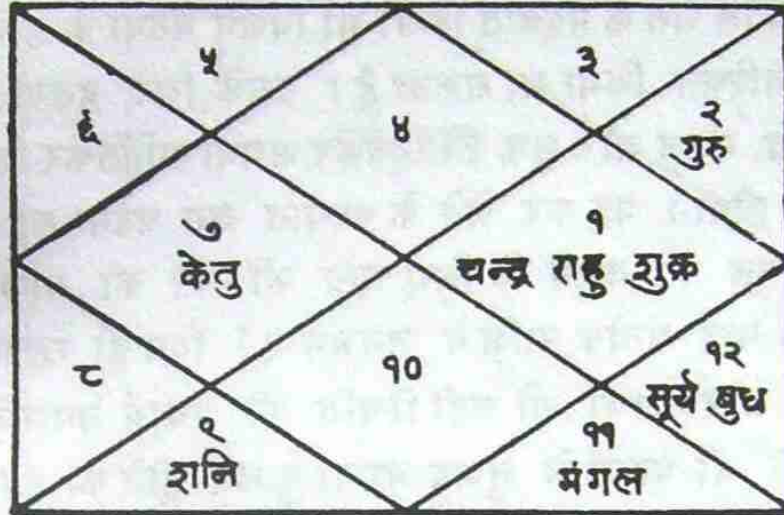 ५
३
६
४
२
गुरु
७
केतु
१
चन्द्र राहु शुक्र
८
१०
१२
सूर्य बुध
९
शनि
११
मंगल